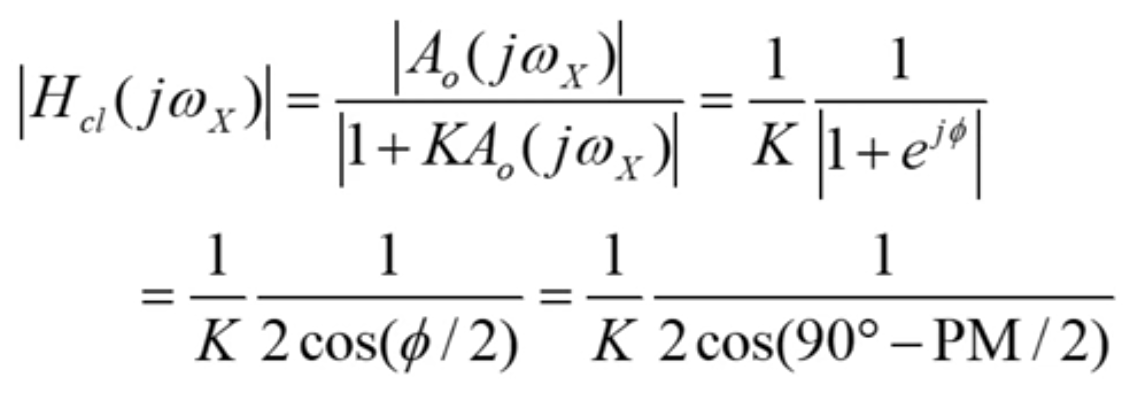 |H_cl(jω_X)| = |A_o(jω_X)| / |1 + KA_o(jω_X)| = (1/K) (1 / |1 + e^{jϕ}|)
= (1/K) (1 / (2cos(ϕ/2))) = (1/K) (1 / (2cos(90° – PM/2)))